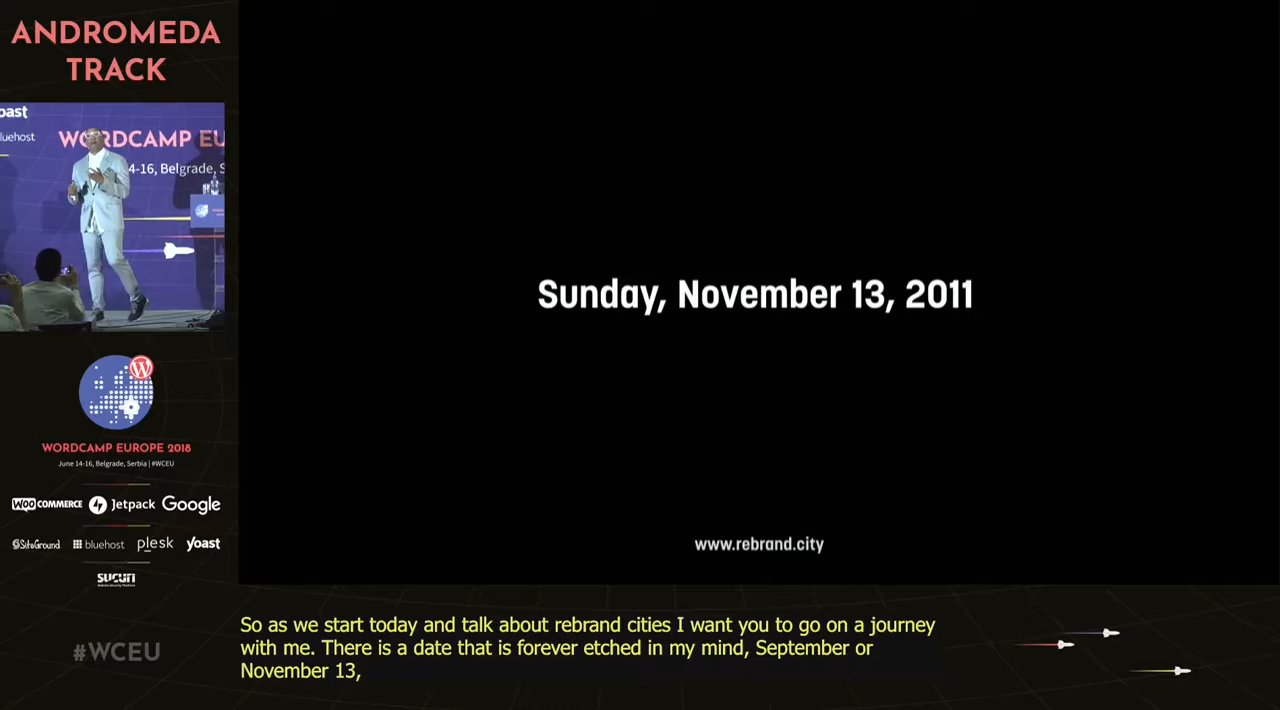 ANDROMEDA
TRACK
oast
luehost
WORDCAMP EU
4-16, Belgrade, S
Sunday, November 13, 2011
www.rebrand.city
WORDCAMP EUROPE 2018
June 14-16, Belgrade, Serbia | #WCEU
WOO COMMERCE Jetpack Google
SiteGround bluehost plesk yoast
SUCURI
#WCEU
So as we start today and talk about rebrand cities I want you to go on a journey
with me. There is a date that is forever etched in my mind, September or
November 13,